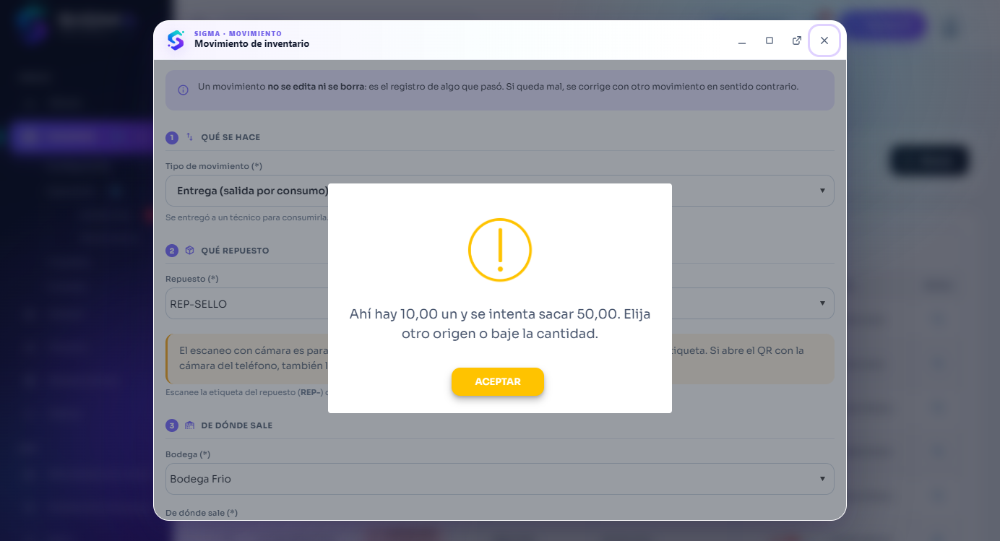 SIGMA · MOVIMIENTO
Movimiento de inventario
Un movimiento no se edita ni se borra: es el registro de algo que pasó. Si queda mal, se corrige con otro movimiento en sentido contrario.
1 QUÉ SE HACE
Tipo de movimiento (*)
Entrega (salida por consumo)
Se entregó a un técnico para consumirla.
2 QUÉ REPUESTO
Repuesto (*)
REP-SELLO
El escaneo con cámara es para
tiqueta. Si abre el QR con la
cámara del teléfono, también
Escanee la etiqueta del repuesto (REP-)
Ahí hay 10,00 un y se intenta sacar 50,00. Elija
otro origen o baje la cantidad.
ACEPTAR
3 DE DÓNDE SALE
Bodega (*)
Bodega Frio
De dónde sale (*)